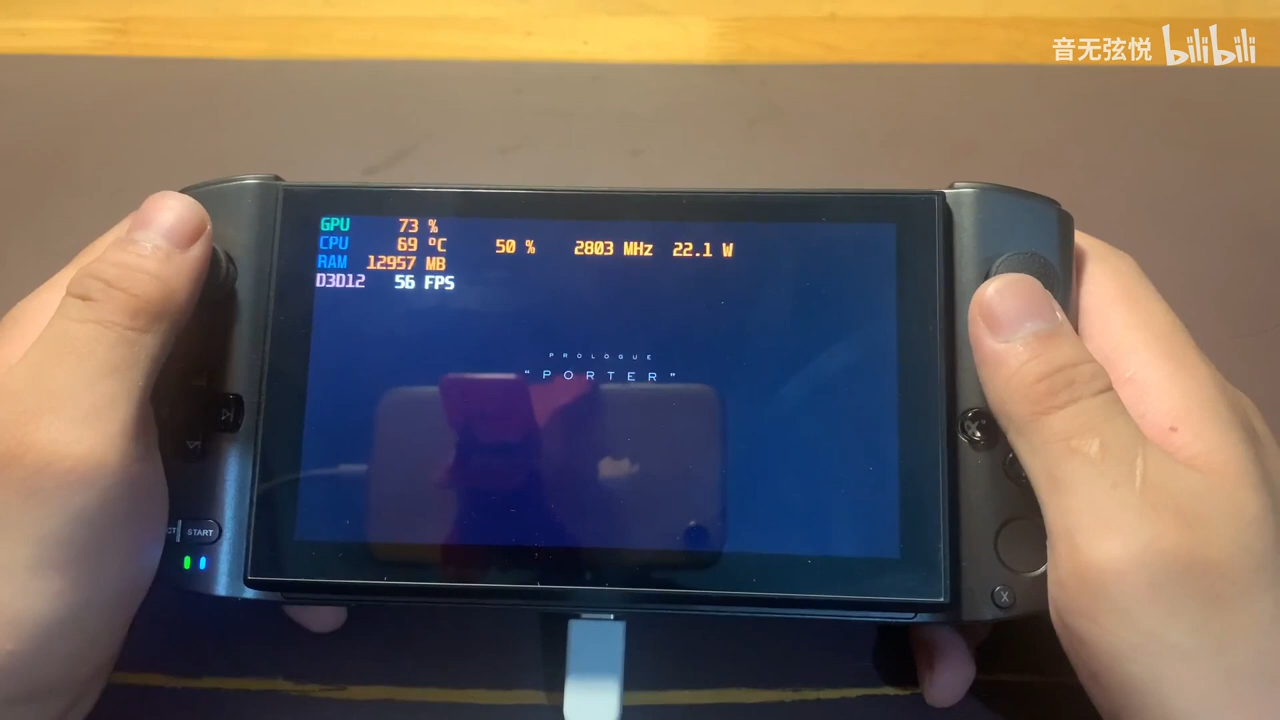 音无弦悦 bilibili
GPU 73 %
CPU 69 ºC 50 % 2803 MHz 22.1 W
RAM 12957 MB
D3D12 56 FPS
PROLOGUE
“PORTER”
START
X